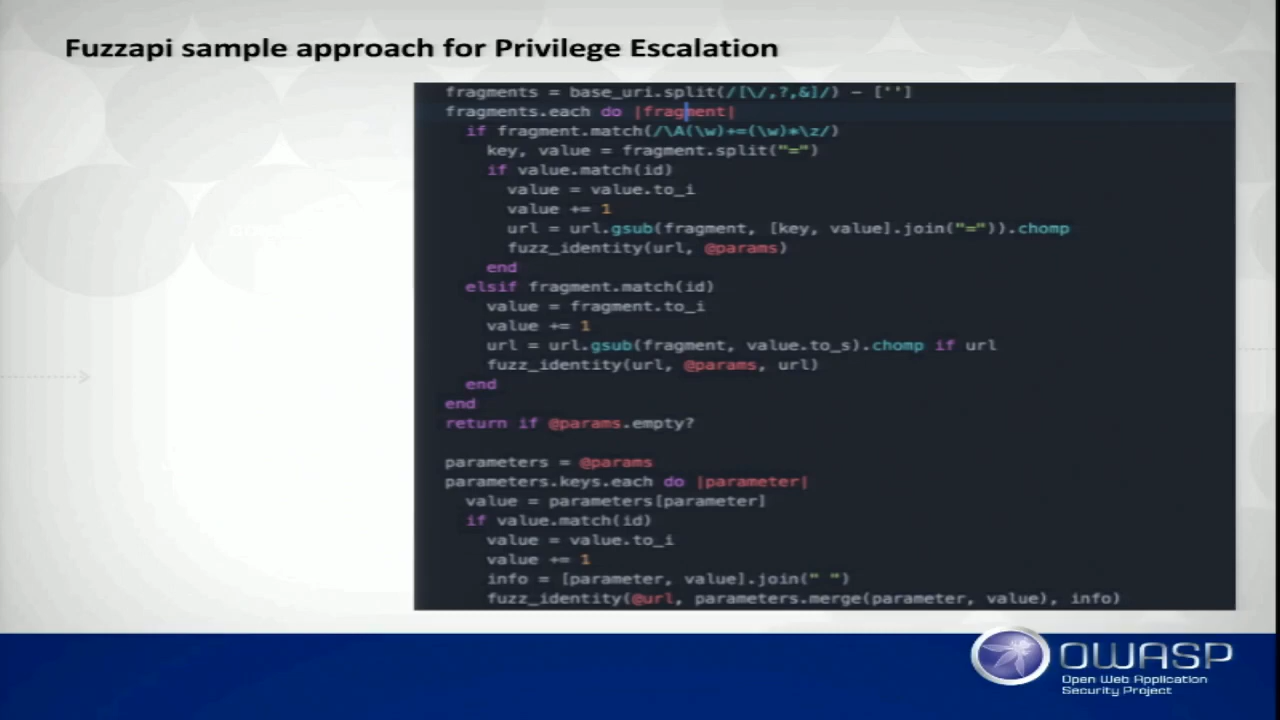 Fuzzapi sample approach for Privilege Escalation
fragments = base_uri.split(/[\/,?,&]/) - ['']
fragments.each do |fragment|
if fragment.match(/\A(\w)+=(\w)*\z/)
key, value = fragment.split("=")
if value.match(id)
value = value.to_i
value += 1
url = url.gsub(fragment, [key, value].join("=")).chomp
fuzz_identity(url, @params)
end
elsif fragment.match(id)
value = fragment.to_i
value += 1
url = url.gsub(fragment, value.to_s).chomp if url
fuzz_identity(url, @params, url)
end
end
return if @params.empty?
parameters = @params
parameters.keys.each do |parameter|
value = parameters[parameter]
if value.match(id)
value = value.to_i
value += 1
info = [parameter, value].join(" ")
fuzz_identity(@url, parameters.merge(parameter, value), info)
OWASP
Open Web Application
Security Project